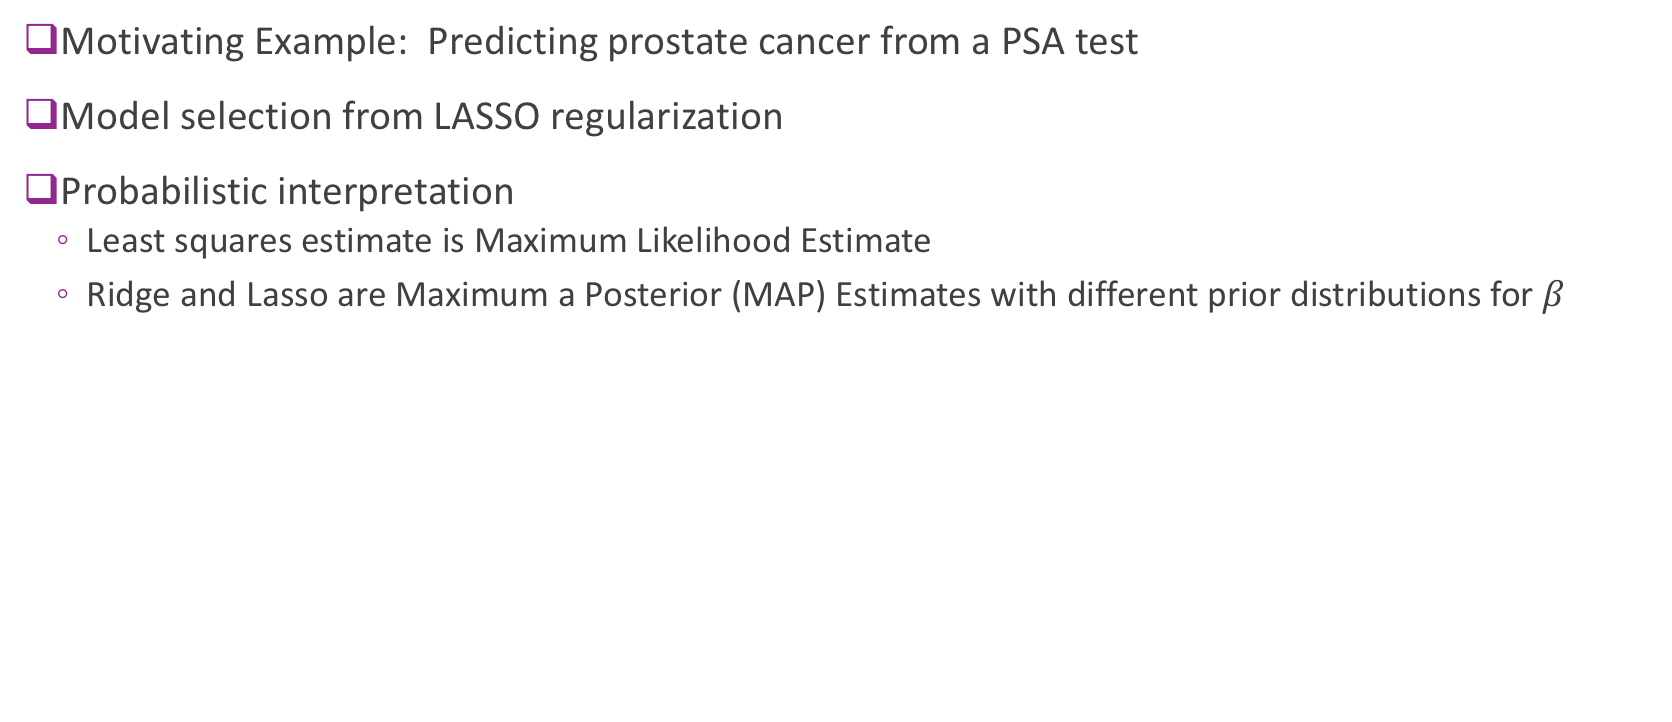 ❑Motivating Example:  Predicting prostate cancer from a PSA test
❑Model selection from LASSO regularization
❑Probabilistic interpretation
◦ Least squares estimate is Maximum Likelihood Estimate
◦ Ridge and Lasso are Maximum a Posterior (MAP) Estimates with different prior distributions for 𝛽